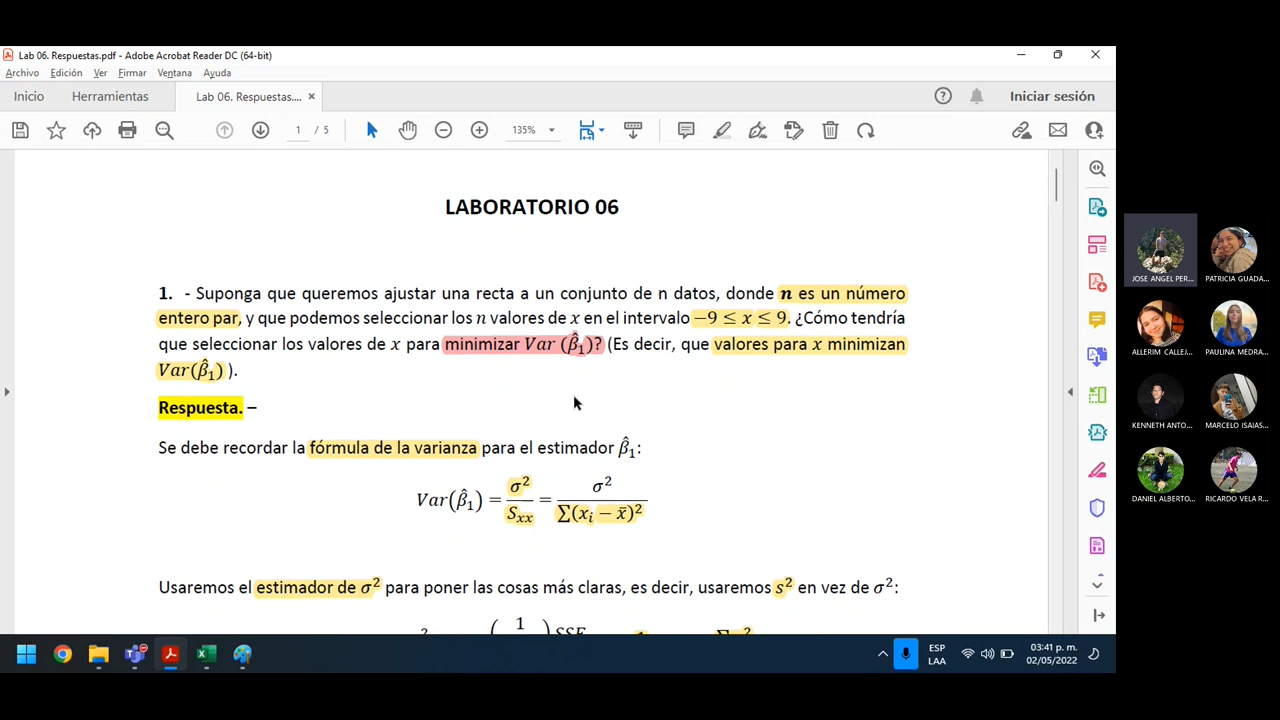 Lab 06. Respuestas.pdf - Adobe Acrobat Reader DC (64-bit)
Archivo Edición Ver Firmar Ventana Ayuda
Inicio Herramientas Lab 06. Respuestas.... × Iniciar sesión
1 / 5 135%
LABORATORIO 06
1. - Suponga que queremos ajustar una recta a un conjunto de n datos, donde n es un número
entero par, y que podemos seleccionar los n valores de x en el intervalo −9 ≤ x ≤ 9. ¿Cómo tendría
que seleccionar los valores de x para minimizar Var (β̂₁)? (Es decir, que valores para x minimizan
Var(β̂₁) ).
Respuesta. –
Se debe recordar la fórmula de la varianza para el estimador β̂₁:
Var(β̂₁) = σ²/Sxx = σ²/∑(xᵢ − x̄)²
Usaremos el estimador de σ² para poner las cosas más claras, es decir, usaremos s² en vez de σ²:
JOSE ANGEL PER... PATRICIA GUADA...
ALLERIM CALLEJ... PAULINA MEDRA...
KENNETH ANTO... MARCELO ISAIAS...
DANIEL ALBERTO... RICARDO VELA R...
ESP
LAA
03:41 p. m.
02/05/2022